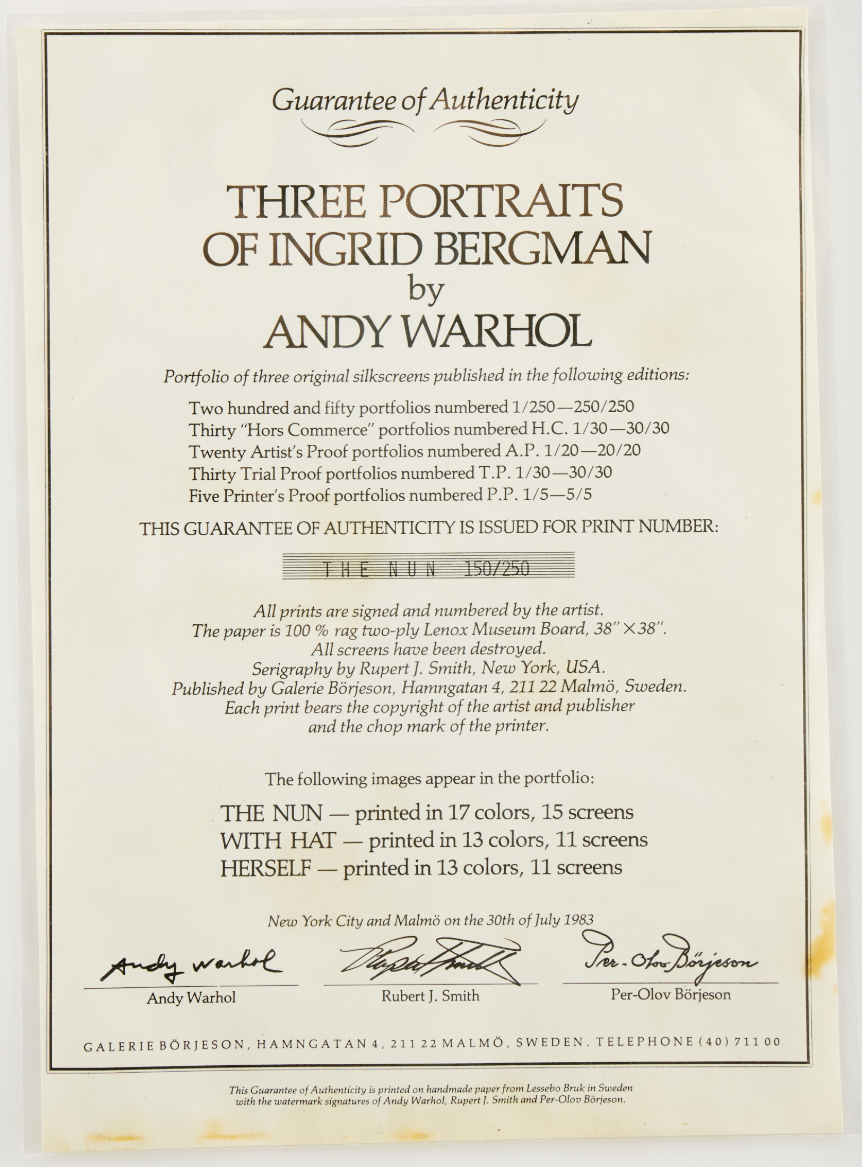 Guarantee of Authenticity
THREE PORTRAITS
OF INGRID BERGMAN
by
ANDY WARHOL
Portfolio of three original silkscreens published in the following editions:
Two hundred and fifty portfolios numbered 1/250—250/250
Thirty "Hors Commerce" portfolios numbered H.C. 1/30—30/30
Twenty Artist's Proof portfolios numbered A.P. 1/20—20/20
Thirty Trial Proof portfolios numbered T.P. 1/30—30/30
Five Printer's Proof portfolios numbered P.P. 1/5—5/5
THIS GUARANTEE OF AUTHENTICITY IS ISSUED FOR PRINT NUMBER:
THE NUN 150/250
All prints are signed and numbered by the artist.
The paper is 100 % rag two-ply Lenox Museum Board, 38" × 38".
All screens have been destroyed.
Serigraphy by Rupert J. Smith, New York, USA.
Published by Galerie Börjeson, Hamngatan 4, 211 22 Malmö, Sweden.
Each print bears the copyright of the artist and publisher
and the chop mark of the printer.
The following images appear in the portfolio:
THE NUN — printed in 17 colors, 15 screens
WITH HAT — printed in 13 colors, 11 screens
HERSELF — printed in 13 colors, 11 screens
New York City and Malmö on the 30th of July 1983
Andy Warhol Rupert J Smith Per-Olov Börjeson
Andy Warhol Rubert J. Smith Per-Olov Börjeson
GALERIE BÖRJESON, HAMNGATAN 4, 211 22 MALMÖ, SWEDEN. TELEPHONE (40) 711 00
This Guarantee of Authenticity is printed on handmade paper from Lessebo Bruk in Sweden
with the watermark signatures of Andy Warhol, Rupert J. Smith and Per-Olov Börjeson.